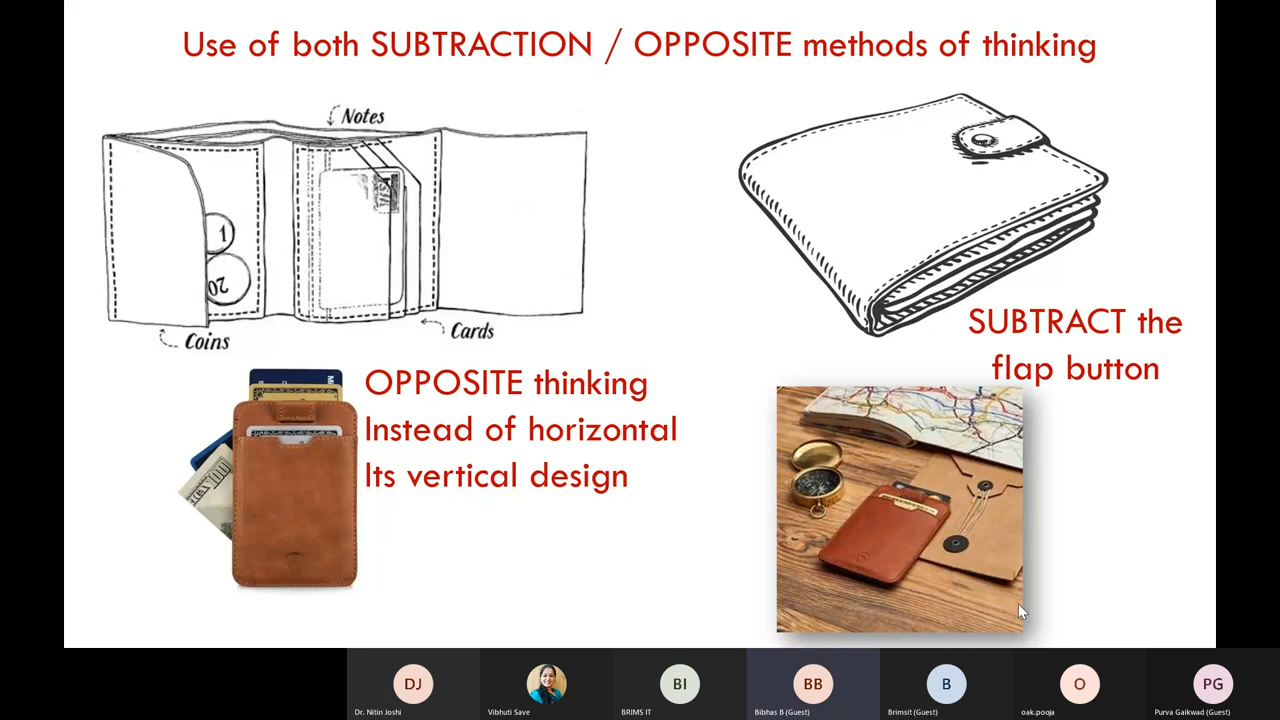 Use of both SUBTRACTION / OPPOSITE methods of thinking
Notes
1
20
VISA
Coins
Cards
SUBTRACT the
flap button
OPPOSITE thinking
Instead of horizontal
Its vertical design
DJ
BI
BB
B
O
PG
Dr. Nitin Joshi
Vibhuti Save
BRIMS IT
Bibhas B (Guest)
Brimsit (Guest)
oak.pooja
Purva Gaikwad (Guest)